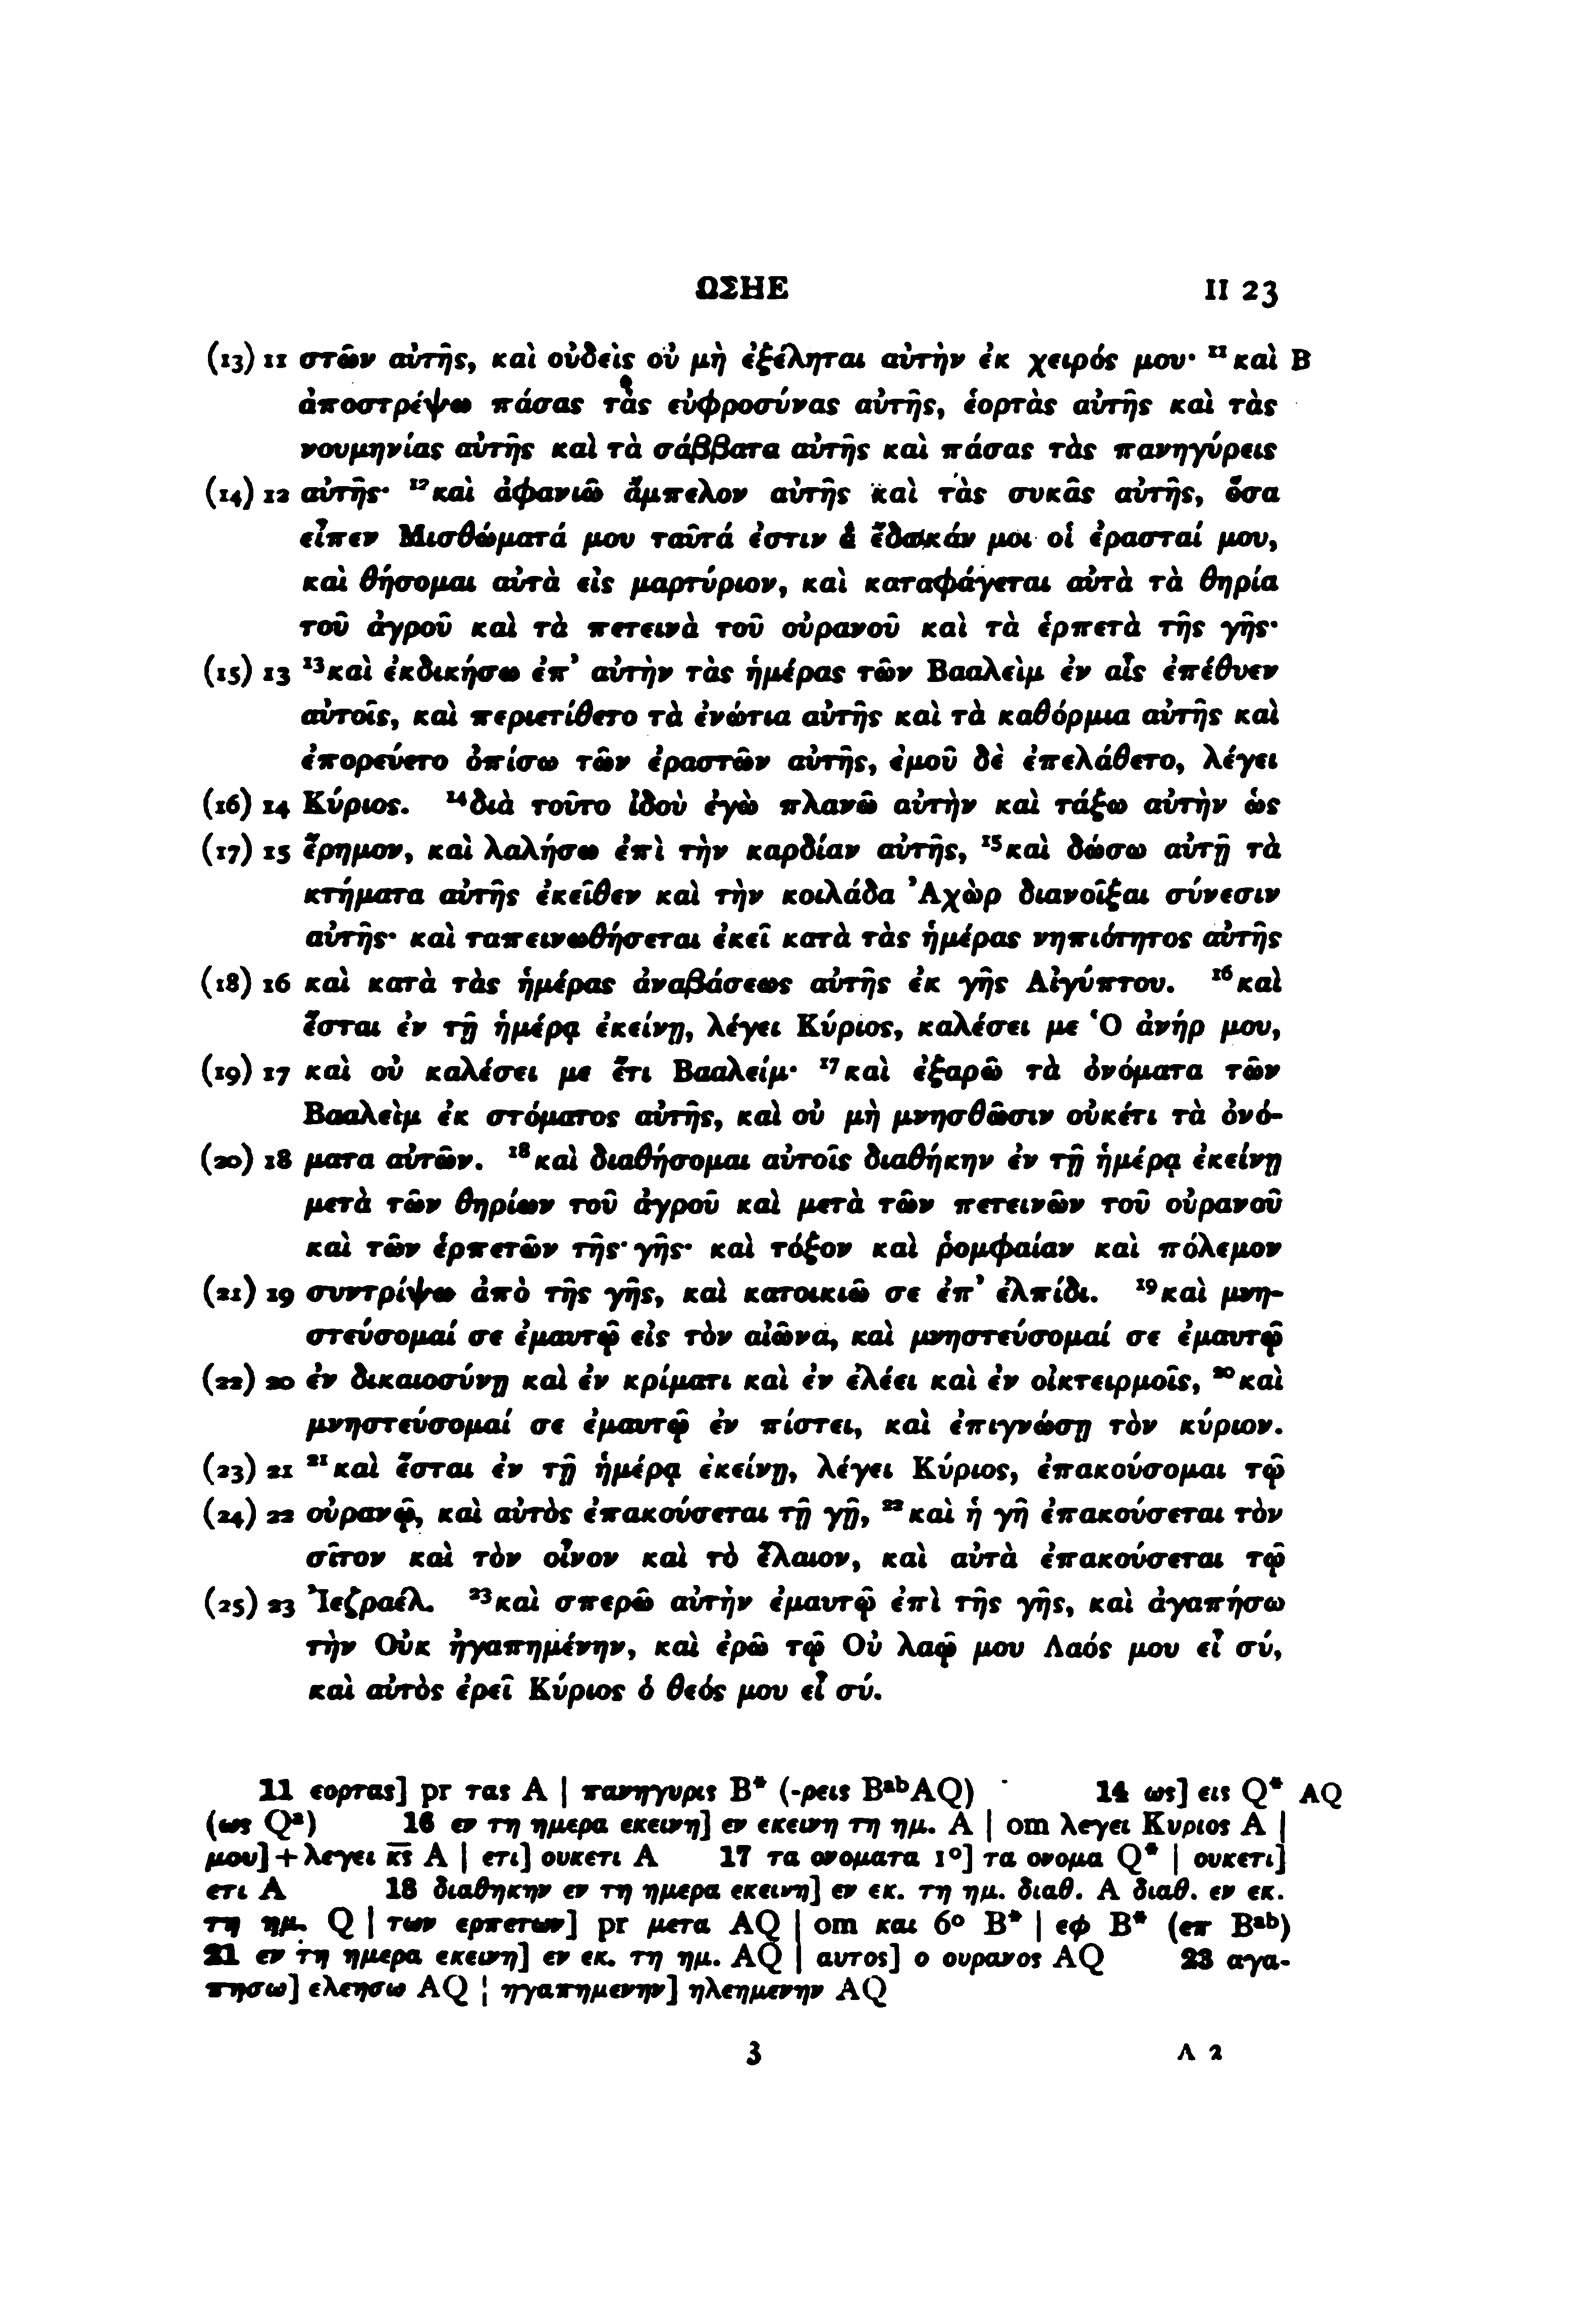 ΩΣΗΕ II 23
(13) 11 στῶν αὐτῆς, καὶ οὐδεὶς οὐ μὴ ἐξέληται αὐτὴν ἐκ χειρός μου· ¹¹καὶ B
ἀποστρέψω πάσας τὰς εὐφροσύνας αὐτῆς, ἑορτὰς αὐτῆς καὶ τὰς
νουμηνίας αὐτῆς καὶ τὰ σάββατα αὐτῆς καὶ πάσας τὰς πανηγύρεις
(14) 12 αὐτῆς· ¹²καὶ ἀφανιῶ ἄμπελον αὐτῆς καὶ τὰς συκᾶς αὐτῆς, ὅσα
εἶπεν Μισθώματά μου ταῦτά ἐστιν ἃ ἔδωκάν μοι οἱ ἐρασταί μου,
καὶ θήσομαι αὐτὰ εἰς μαρτύριον, καὶ καταφάγεται αὐτὰ τὰ θηρία
τοῦ ἀγροῦ καὶ τὰ πετεινὰ τοῦ οὐρανοῦ καὶ τὰ ἑρπετὰ τῆς γῆς·
(15) 13 ¹³καὶ ἐκδικήσω ἐπ’ αὐτὴν τὰς ἡμέρας τῶν Βααλεὶμ ἐν αἷς ἐπέθυεν
αὐτοῖς, καὶ περιετίθετο τὰ ἐνώτια αὐτῆς καὶ τὰ καθόρμια αὐτῆς καὶ
ἐπορεύετο ὀπίσω τῶν ἐραστῶν αὐτῆς, ἐμοῦ δὲ ἐπελάθετο, λέγει
(16) 14 Κύριος. ¹⁴διὰ τοῦτο ἰδοὺ ἐγὼ πλανῶ αὐτὴν καὶ τάξω αὐτὴν ὡς
(17) 15 ἔρημον, καὶ λαλήσω ἐπὶ τὴν καρδίαν αὐτῆς, ¹⁵καὶ δώσω αὐτῇ τὰ
κτήματα αὐτῆς ἐκεῖθεν καὶ τὴν κοιλάδα Ἀχὼρ διανοῖξαι σύνεσιν
αὐτῆς· καὶ ταπεινωθήσεται ἐκεῖ κατὰ τὰς ἡμέρας νηπιότητος αὐτῆς
(18) 16 καὶ κατὰ τὰς ἡμέρας ἀναβάσεως αὐτῆς ἐκ γῆς Αἰγύπτου. ¹⁶καὶ
ἔσται ἐν τῇ ἡμέρᾳ ἐκείνῃ, λέγει Κύριος, καλέσει με Ὁ ἀνήρ μου,
(19) 17 καὶ οὐ καλέσει με ἔτι Βααλείμ· ¹⁷καὶ ἐξαρῶ τὰ ὀνόματα τῶν
Βααλεὶμ ἐκ στόματος αὐτῆς, καὶ οὐ μὴ μνησθῶσιν οὐκέτι τὰ ὀνό-
(20) 18 ματα αὐτῶν. ¹⁸καὶ διαθήσομαι αὐτοῖς διαθήκην ἐν τῇ ἡμέρᾳ ἐκείνῃ
μετὰ τῶν θηρίων τοῦ ἀγροῦ καὶ μετὰ τῶν πετεινῶν τοῦ οὐρανοῦ
καὶ τῶν ἑρπετῶν τῆς γῆς· καὶ τόξον καὶ ῥομφαίαν καὶ πόλεμον
(21) 19 συντρίψω ἀπὸ τῆς γῆς, καὶ κατοικιῶ σε ἐπ’ ἐλπίδι. ¹⁹καὶ μνη-
στεύσομαί σε ἐμαυτῷ εἰς τὸν αἰῶνα, καὶ μνηστεύσομαί σε ἐμαυτῷ
(22) 20 ἐν δικαιοσύνῃ καὶ ἐν κρίματι καὶ ἐν ἐλέει καὶ ἐν οἰκτειρμοῖς, ²⁰καὶ
μνηστεύσομαί σε ἐμαυτῷ ἐν πίστει, καὶ ἐπιγνώσῃ τὸν κύριον.
(23) 21 ²¹καὶ ἔσται ἐν τῇ ἡμέρᾳ ἐκείνῃ, λέγει Κύριος, ἐπακούσομαι τῷ
(24) 22 οὐρανῷ, καὶ αὐτὸς ἐπακούσεται τῇ γῇ, ²²καὶ ἡ γῆ ἐπακούσεται τὸν
σῖτον καὶ τὸν οἶνον καὶ τὸ ἔλαιον, καὶ αὐτὰ ἐπακούσεται τῷ
(25) 23 Ἰεζραέλ. ²³καὶ σπερῶ αὐτὴν ἐμαυτῷ ἐπὶ τῆς γῆς, καὶ ἀγαπήσω
τὴν Οὐκ ἠγαπημένην, καὶ ἐρῶ τῷ Οὐ λαῷ μου Λαός μου εἶ σύ,
καὶ αὐτὸς ἐρεῖ Κύριος ὁ θεός μου εἶ σύ.
11 εορτας] pr τας A | πανηγυρις B* (-ρεις BᵃᵇAQ) 14 ως] εις Q* AQ
(ως Qᵃ) 16 εν τη ημερα εκεινη] εν εκεινη τη ημ. A | om λεγει Κυριος A |
μου] + λεγει κ̅ς̅ A | ετι] ουκετι A 17 τα ονοματα 1°] τα ονομα Q* | ουκετι]
ετι A 18 διαθηκην εν τη ημερα εκεινη] εν εκ. τη ημ. διαθ. A διαθ. εν εκ.
τη ημ. Q | των ερπετων] pr μετα AQ | om και 6° B* | εφ B* (επ Bᵃᵇ)
21 εν τη ημερα εκεινη] εν εκ. τη ημ. AQ | αυτος] ο ουρανος AQ 23 αγα-
πησω] ελεησω AQ ¦ ηγαπημενην] ηλεημενην AQ
3 A 2